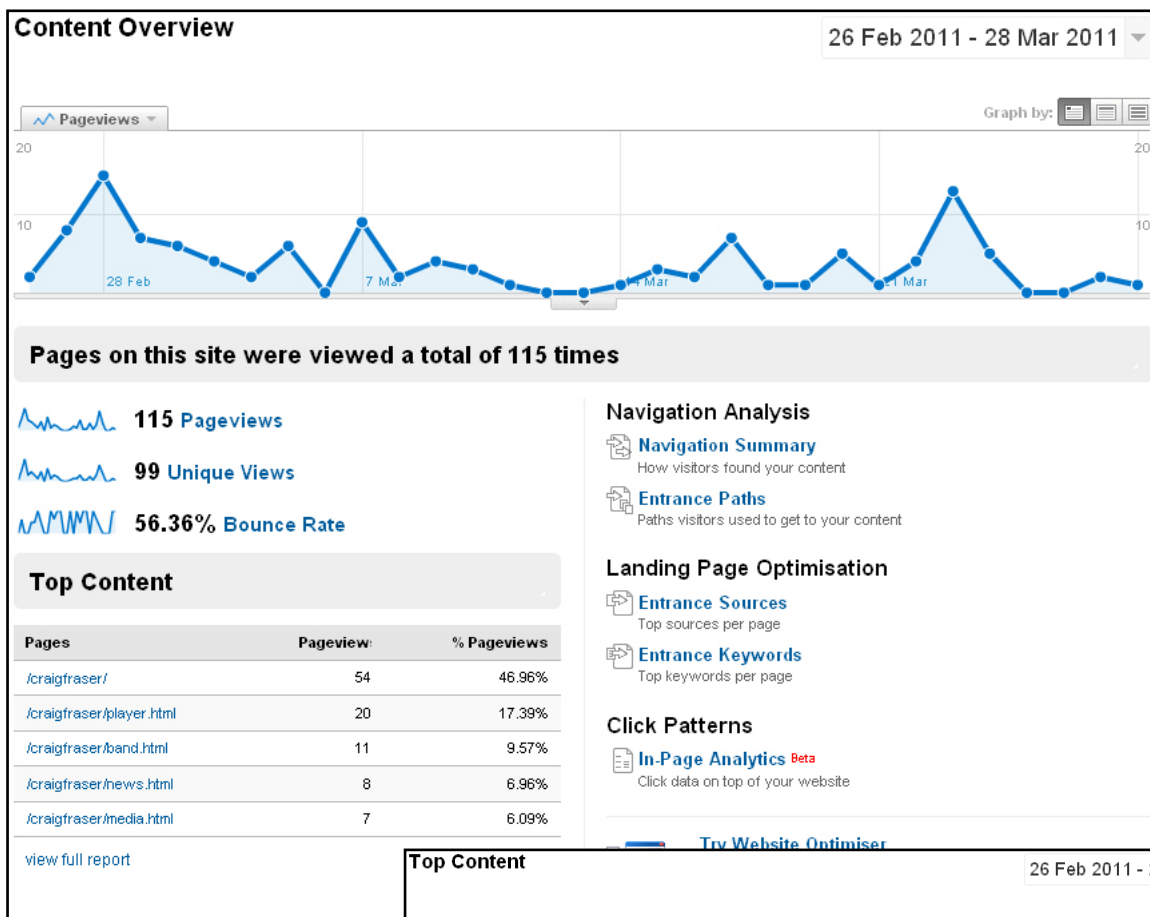 Content Overview
26 Feb 2011 - 28 Mar 2011
Pageviews
Graph by:
20
20
10
10
28 Feb
7 Mar
14 Mar
21 Mar
Pages on this site were viewed a total of 115 times
115 Pageviews
99 Unique Views
56.36% Bounce Rate
Top Content
Pages Pageviews % Pageviews
/craigfraser/ 54 46.96%
/craigfraser/player.html 20 17.39%
/craigfraser/band.html 11 9.57%
/craigfraser/news.html 8 6.96%
/craigfraser/media.html 7 6.09%
view full report
Navigation Analysis
Navigation Summary
How visitors found your content
Entrance Paths
Paths visitors used to get to your content
Landing Page Optimisation
Entrance Sources
Top sources per page
Entrance Keywords
Top keywords per page
Click Patterns
In-Page Analytics Beta
Click data on top of your website
Try Website Optimiser
Top Content
26 Feb 2011 -